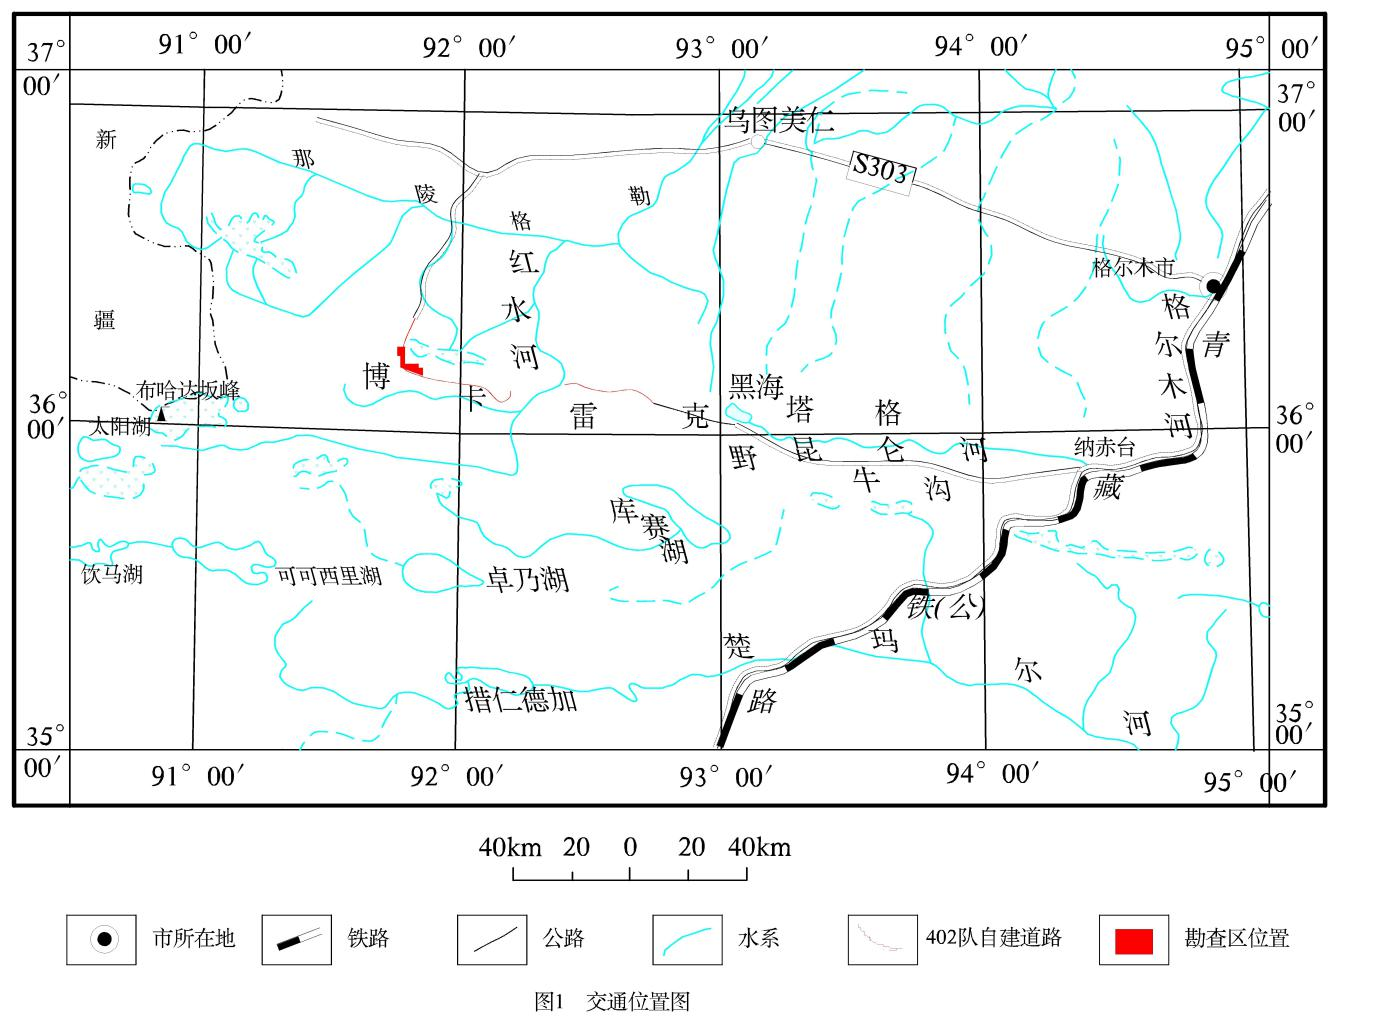 91° 00′ 92° 00′ 93° 00′ 94° 00′ 95° 00′
37°
00′
37°
00′
新
疆
那
陵
格
勒
乌图美仁
S303
红
水
河
格尔木市
格
尔
木
河
青
藏
铁(公)
路
博
卡
雷
克
塔
格
布哈达坂峰
36°
00′
36°
00′
太阳湖
黑海
野
牛
沟
昆
仑
河
纳赤台
库
赛
湖
饮马湖
可可西里湖
卓乃湖
楚
玛
尔
河
措仁德加
35°
00′
35°
00′
91° 00′ 92° 00′ 93° 00′ 94° 00′ 95° 00′
40km 20 0 20 40km
市所在地 铁路 公路 水系 402队自建道路 勘查区位置
图1 交通位置图